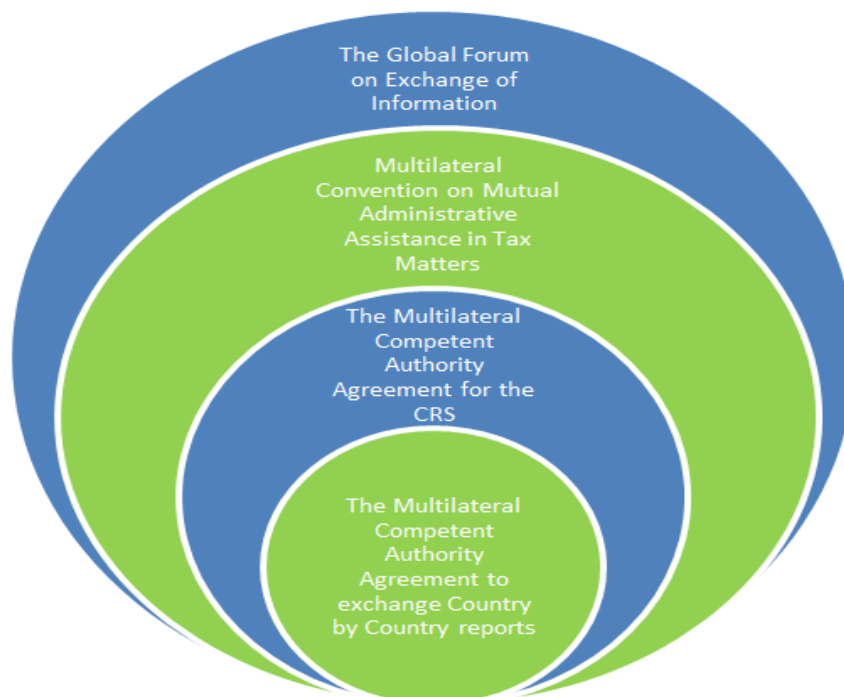 The Global Forum
on Exchange of
Information
Multilateral
Convention on Mutual
Administrative
Assistance in Tax
Matters
The Multilateral
Competent
Authority
Agreement for the
CRS
The Multilateral
Competent
Authority
Agreement to
exchange Country
by Country reports